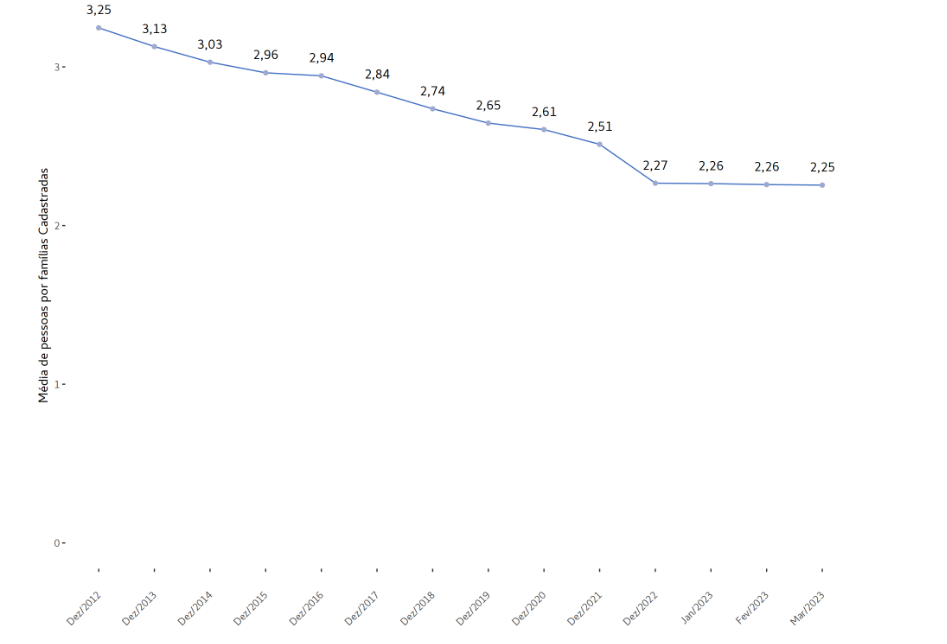 3,25
3,13
3,03
2,96
2,94
2,84
2,74
2,65
2,61
2,51
2,27
2,26
2,26
2,25
Média de pessoas por famílias Cadastradas
3
2
1
0
Dez/2012
Dez/2013
Dez/2014
Dez/2015
Dez/2016
Dez/2017
Dez/2018
Dez/2019
Dez/2020
Dez/2021
Dez/2022
Jan/2023
Fev/2023
Mar/2023